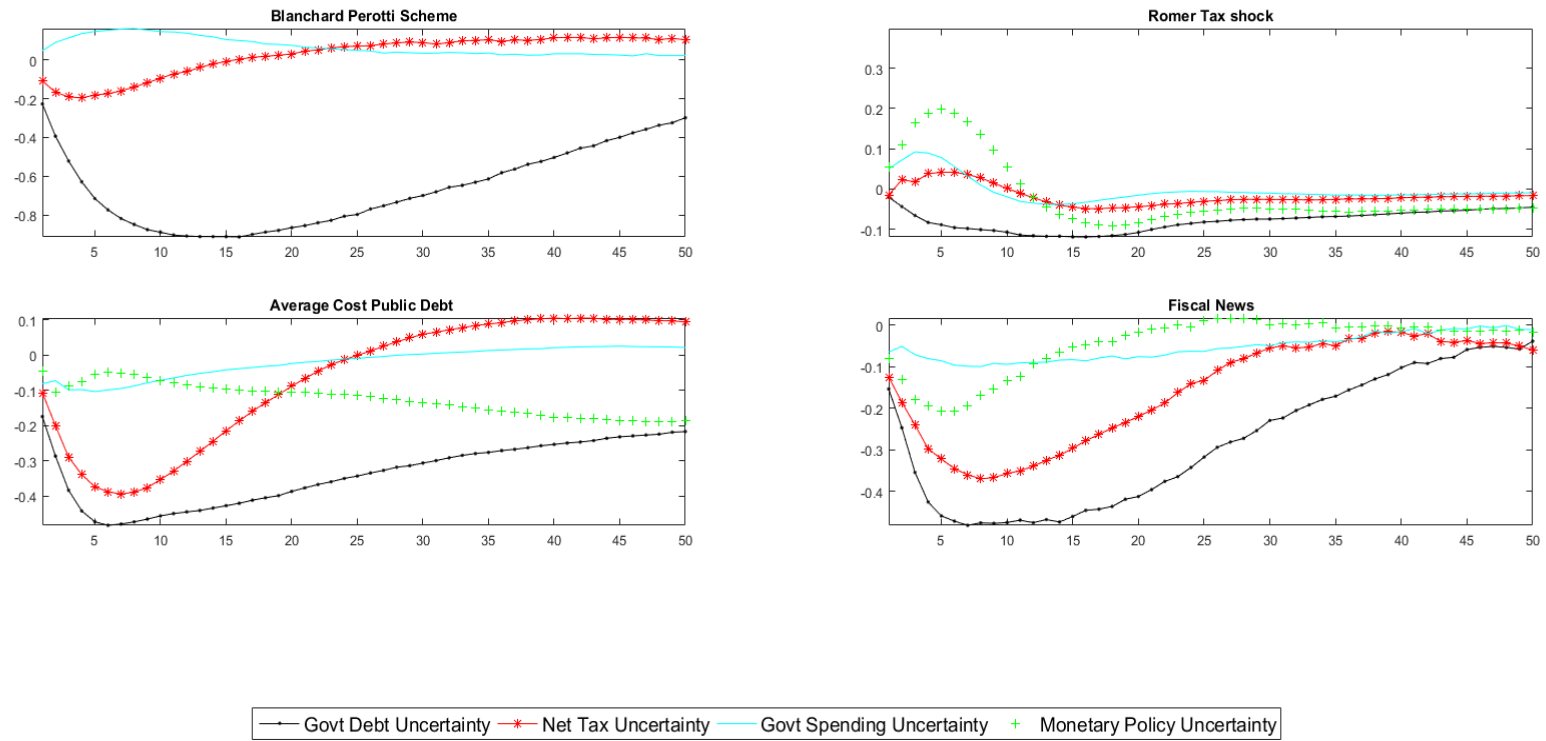 Blanchard Perotti Scheme
0
-0.2
-0.4
-0.6
-0.8
5 10 15 20 25 30 35 40 45 50
Romer Tax shock
0.3
0.2
0.1
0
-0.1
5 10 15 20 25 30 35 40 45 50
Average Cost Public Debt
0.1
0
-0.1
-0.2
-0.3
-0.4
5 10 15 20 25 30 35 40 45 50
Fiscal News
0
-0.1
-0.2
-0.3
-0.4
5 10 15 20 25 30 35 40 45 50
Govt Debt Uncertainty Net Tax Uncertainty Govt Spending Uncertainty Monetary Policy Uncertainty